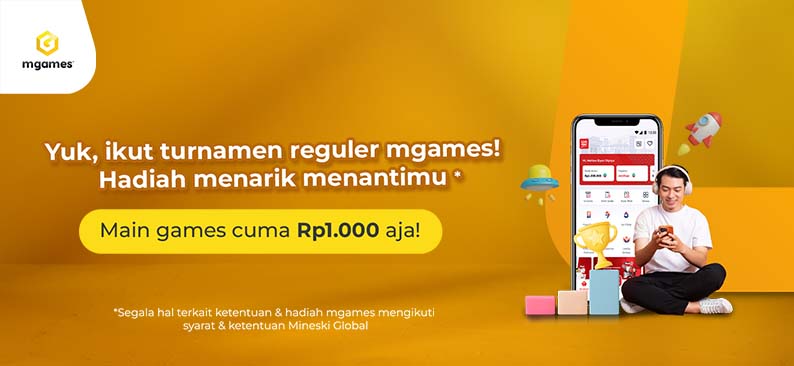 mgames
Yuk, ikut turnamen reguler mgames!
Hadiah menarik menantimu *
Main games cuma Rp1.000 aja!
*Segala hal terkait ketentuan & hadiah mgames mengikuti
syarat & ketentuan Mineski Global